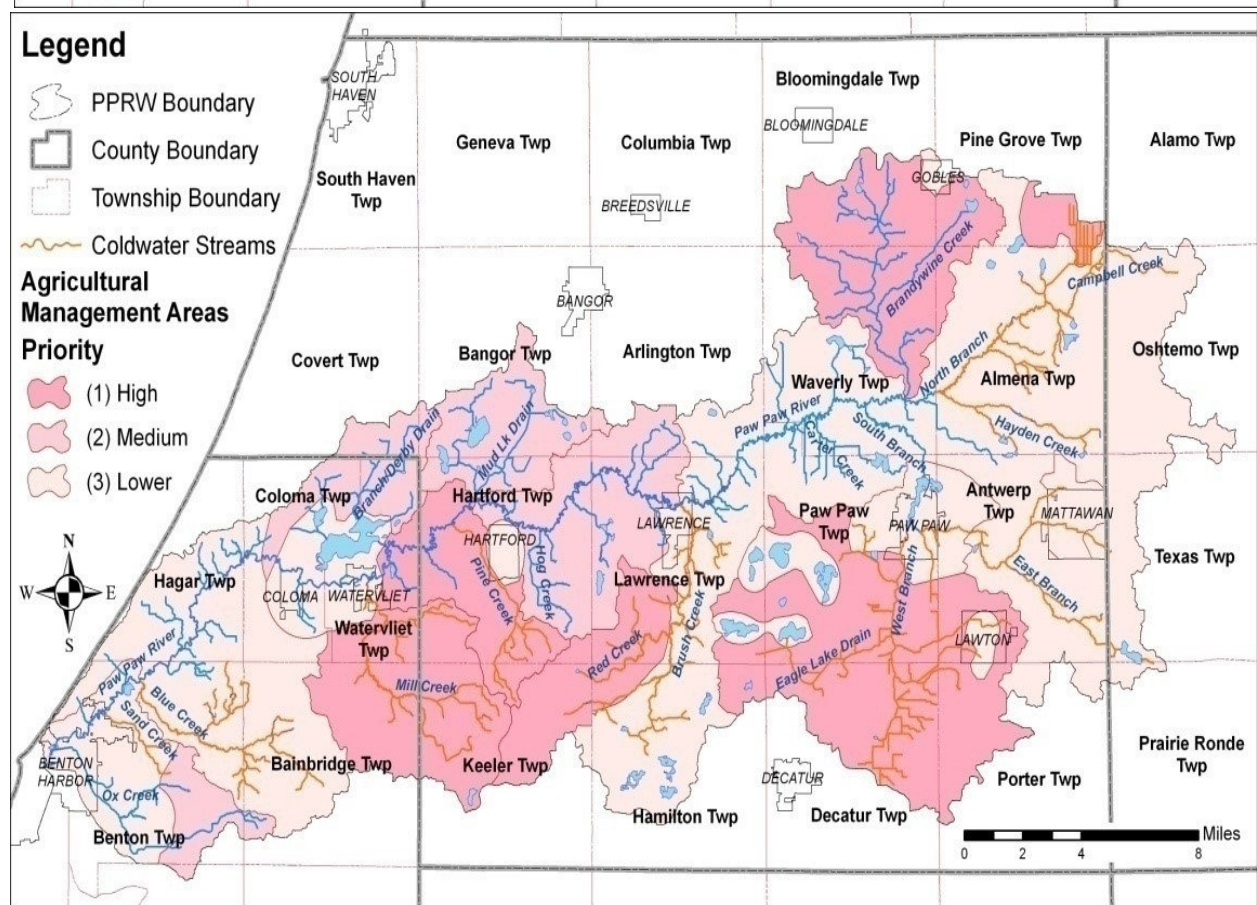 Legend
PPRW Boundary
County Boundary
Township Boundary
Coldwater Streams
Agricultural
Management Areas
Priority
(1) High
(2) Medium
(3) Lower
N
W
E
S
SOUTH
HAVEN
South Haven
Twp
Geneva Twp
Columbia Twp
BREEDSVILLE
Bloomingdale Twp
BLOOMINGDALE
Pine Grove Twp
GOBLES
Alamo Twp
Brandywine Creek
Campbell Creek
BANGOR
Covert Twp
Bangor Twp
Arlington Twp
Waverly Twp
North Branch
Almena Twp
Oshtemo Twp
Paw Paw River
Carter Creek
South Branch
Hayden Creek
Branch/Derby Drain
Mud Lk Drain
Coloma Twp
Hartford Twp
HARTFORD
Hog Creek
Pine Creek
LAWRENCE
Lawrence Twp
Paw Paw
Twp
PAW PAW
Antwerp
Twp
MATTAWAN
Texas Twp
East Branch
West Branch
Hagar Twp
COLOMA
WATERVLIET
Watervliet
Twp
Red Creek
Brush Creek
Eagle Lake Drain
LAWTON
Paw Paw River
Blue Creek
Sand Creek
Mill Creek
BENTON
HARBOR
Ox Creek
Bainbridge Twp
Keeler Twp
DECATUR
Prairie Ronde
Twp
Porter Twp
Benton Twp
Hamilton Twp
Decatur Twp
Miles
0 2 4 8